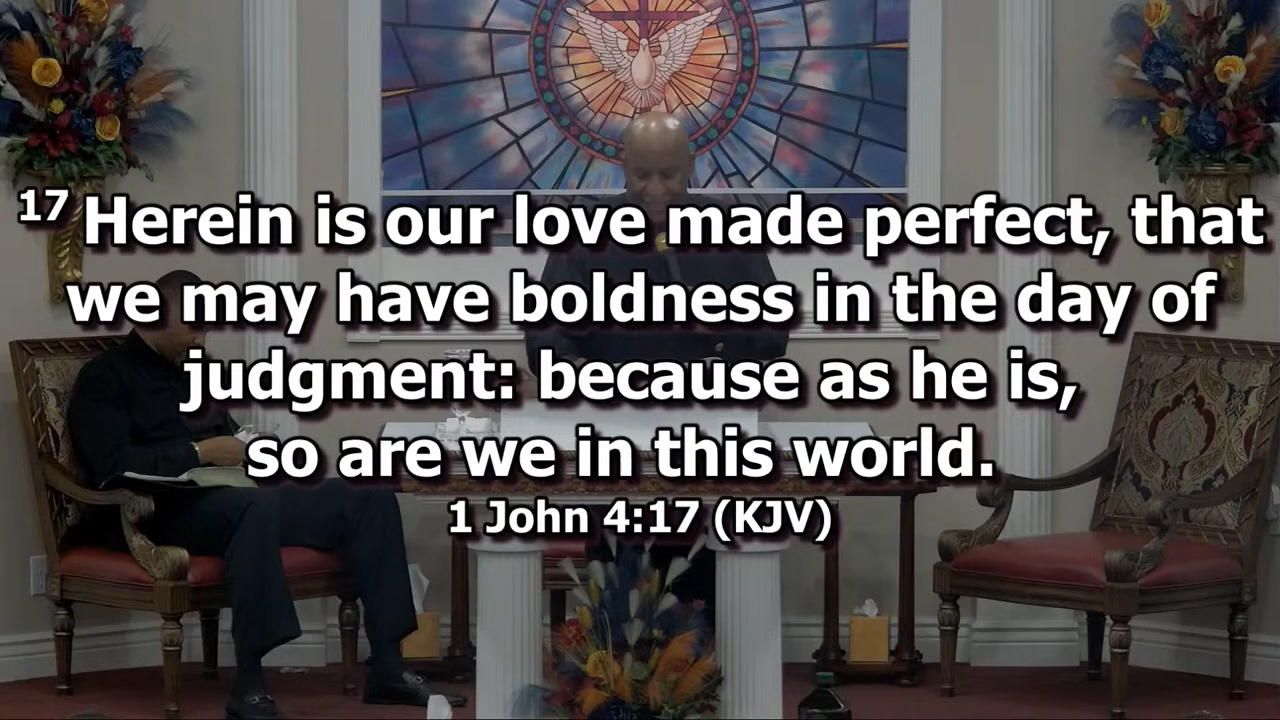 17 Herein is our love made perfect, that
we may have boldness in the day of
judgment: because as he is,
so are we in this world.
1 John 4:17 (KJV)